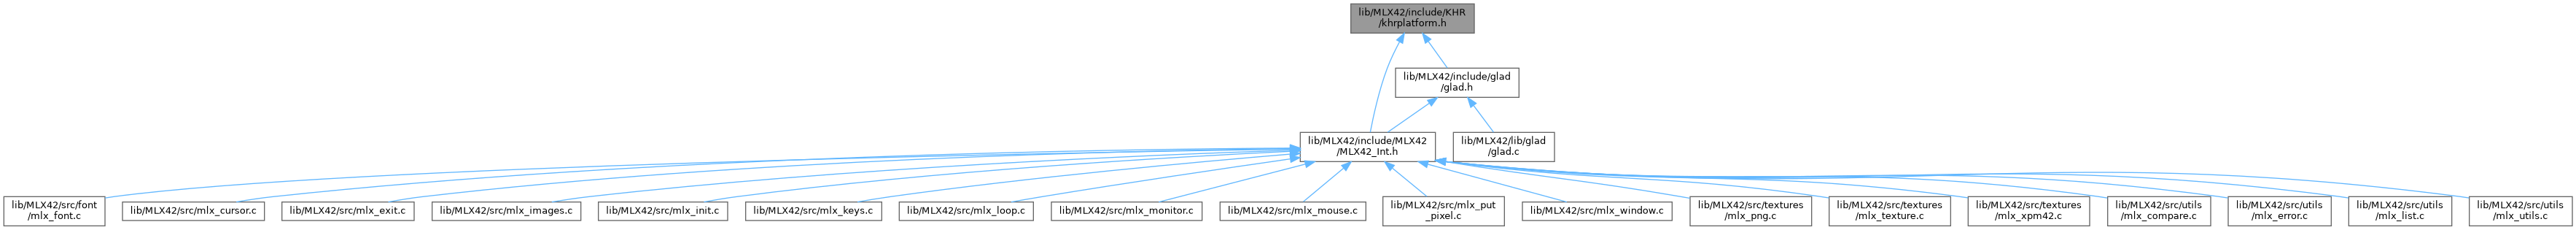 lib/MLX42/include/KHR
/khrplatform.h
lib/MLX42/include/glad
/glad.h
lib/MLX42/include/MLX42
/MLX42_Int.h
lib/MLX42/lib/glad
/glad.c
lib/MLX42/src/font
/mlx_font.c
lib/MLX42/src/mlx_cursor.c
lib/MLX42/src/mlx_exit.c
lib/MLX42/src/mlx_images.c
lib/MLX42/src/mlx_init.c
lib/MLX42/src/mlx_keys.c
lib/MLX42/src/mlx_loop.c
lib/MLX42/src/mlx_monitor.c
lib/MLX42/src/mlx_mouse.c
lib/MLX42/src/mlx_put
_pixel.c
lib/MLX42/src/mlx_window.c
lib/MLX42/src/textures
/mlx_png.c
lib/MLX42/src/textures
/mlx_texture.c
lib/MLX42/src/textures
/mlx_xpm42.c
lib/MLX42/src/utils
/mlx_compare.c
lib/MLX42/src/utils
/mlx_error.c
lib/MLX42/src/utils
/mlx_list.c
lib/MLX42/src/utils
/mlx_utils.c